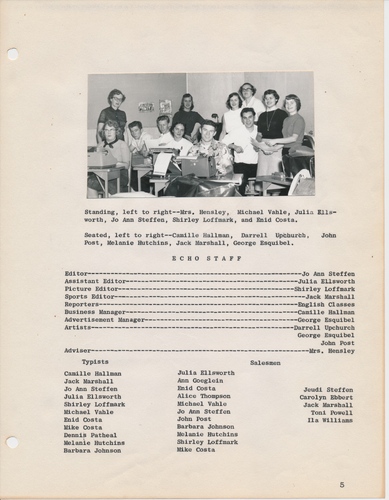 Standing, left to right--Mrs. Hensley, Michael Vahle, Julia Ells-
worth, Jo Ann Steffen, Shirley Loffmark, and Enid Costa.
Seated, left to right--Camille Hallman, Darrell Upchurch, John
Post, Melanie Hutchins, Jack Marshall, George Esquibel.
ECHO STAFF
Editor---Jo Ann Steffen
Assistant Editor---Julia Ellsworth
Picture Editor---Shirley Loffmark
Sports Editor---Jack Marshall
Reporters---English Classes
Business Manager---Camille Hallman
Advertisement Manager---George Esquibel
Artists---Darrell Upchurch
George Esquibel
John Post
Adviser---Mrs. Hensley
Typists
Camille Hallman
Jack Marshall
Jo Ann Steffen
Julia Ellsworth
Shirley Loffmark
Michael Vahle
Enid Costa
Mike Costa
Dennis Patheal
Melanie Hutchins
Barbara Johnson
Salesmen
Julia Ellsworth
Ann Goeglein
Enid Costa
Alice Thompson
Michael Vahle
Jo Ann Steffen
John Post
Barbara Johnson
Melanie Hutchins
Shirley Loffmark
Mike Costa
Jeudi Steffen
Carolyn Ebbert
Jack Marshall
Toni Powell
Ila Williams
5